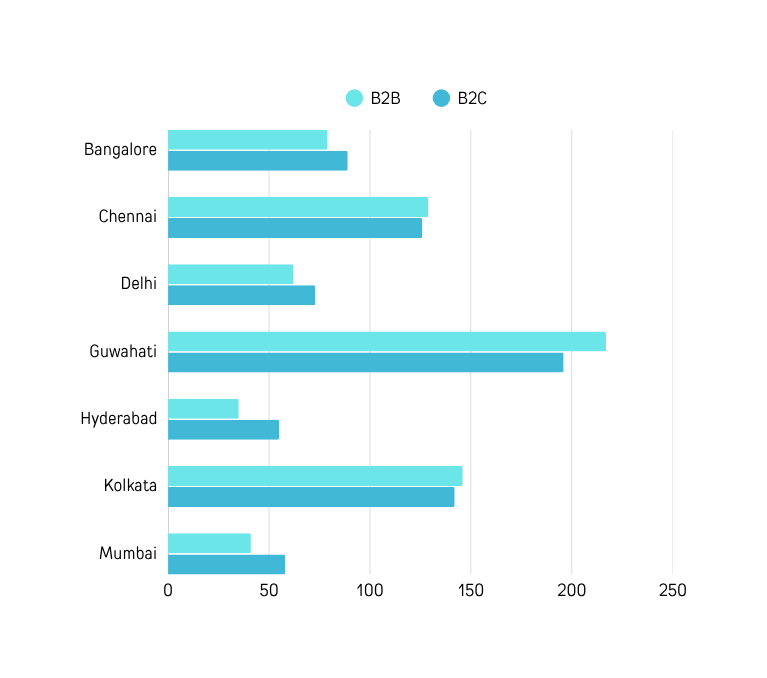 B2B B2C
Bangalore
Chennai
Delhi
Guwahati
Hyderabad
Kolkata
Mumbai
0 50 100 150 200 250